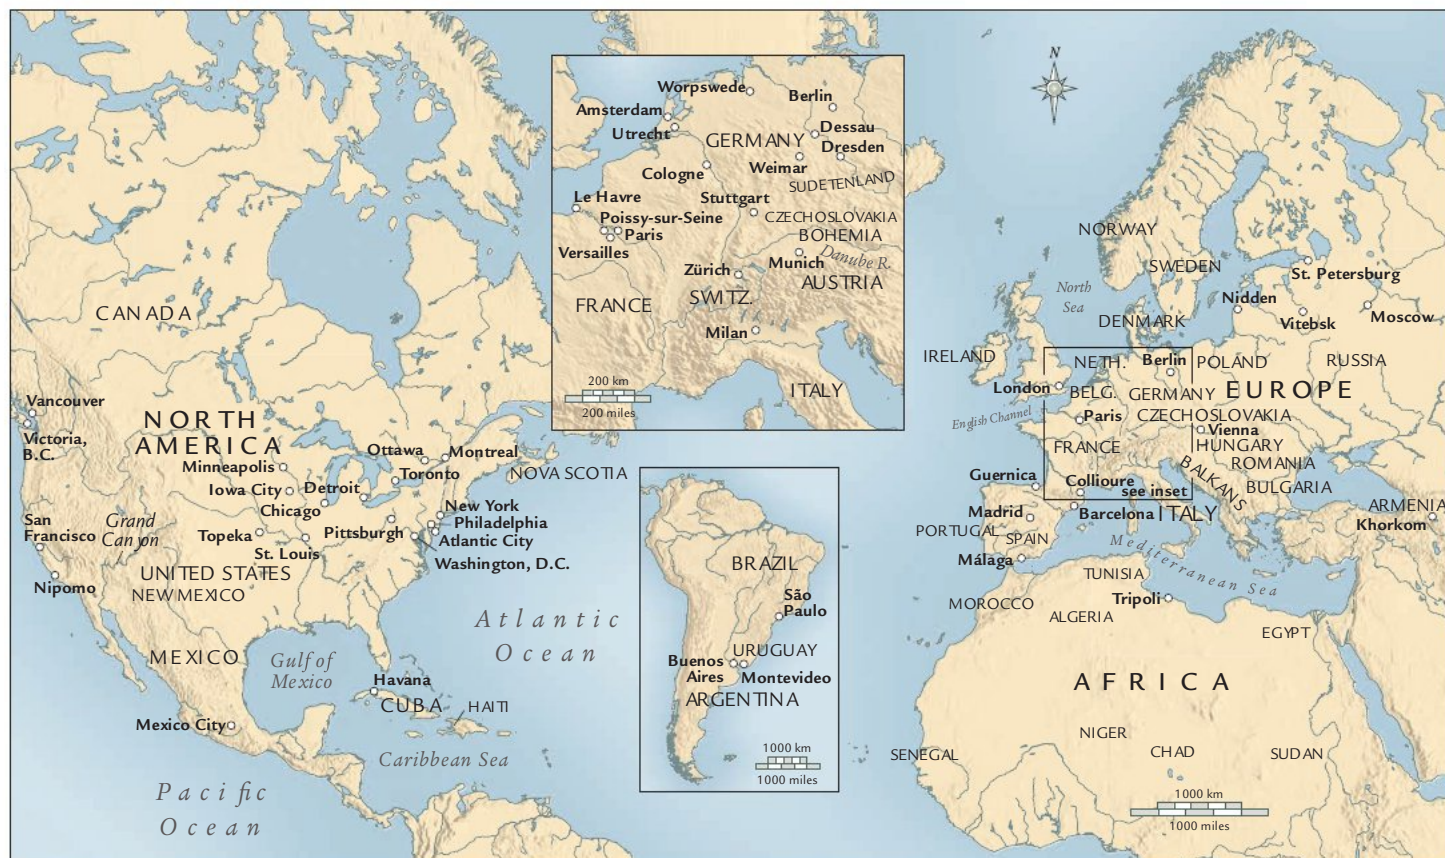 CANADA
Vancouver
Victoria,
B.C.
NORTH
AMERICA
Minneapolis
Iowa City
Chicago
Detroit
Ottawa
Montreal
Toronto
NOVA SCOTIA
San
Francisco
Grand
Canyon
Topeka
St. Louis
Pittsburgh
New York
Philadelphia
Atlantic City
Washington, D.C.
Nipomo
UNITED STATES
NEW MEXICO
MEXICO
Gulf of
Mexico
Havana
CUBA
HAITI
Mexico City
Caribbean Sea
Pacific
Ocean
Atlantic
Ocean
Worpswede
Berlin
Amsterdam
Utrecht
GERMANY
Dessau
Dresden
Weimar
Cologne
SUDETENLAND
Le Havre
Stuttgart
Poissy-sur-Seine
Paris
Versailles
CZECHOSLOVAKIA
BOHEMIA
Danube R.
Munich
Zürich
AUSTRIA
FRANCE
SWITZ.
Milan
ITALY
200 km
200 miles
BRAZIL
São
Paulo
URUGUAY
Buenos
Aires
Montevideo
ARGENTINA
1000 km
1000 miles
N
NORWAY
SWEDEN
St. Petersburg
North
Sea
Nidden
Vitebsk
Moscow
DENMARK
IRELAND
NETH.
Berlin
POLAND
RUSSIA
London
BELG.
GERMANY
EUROPE
English Channel
Paris
CZECHOSLOVAKIA
Vienna
FRANCE
HUNGARY
ROMANIA
BALKANS
BULGARIA
Guernica
Collioure
see inset
Madrid
Barcelona
ITALY
ARMENIA
Khorkom
PORTUGAL
SPAIN
Málaga
Mediterranean Sea
TUNISIA
MOROCCO
ALGERIA
Tripoli
EGYPT
AFRICA
NIGER
CHAD
SUDAN
SENEGAL
1000 km
1000 miles